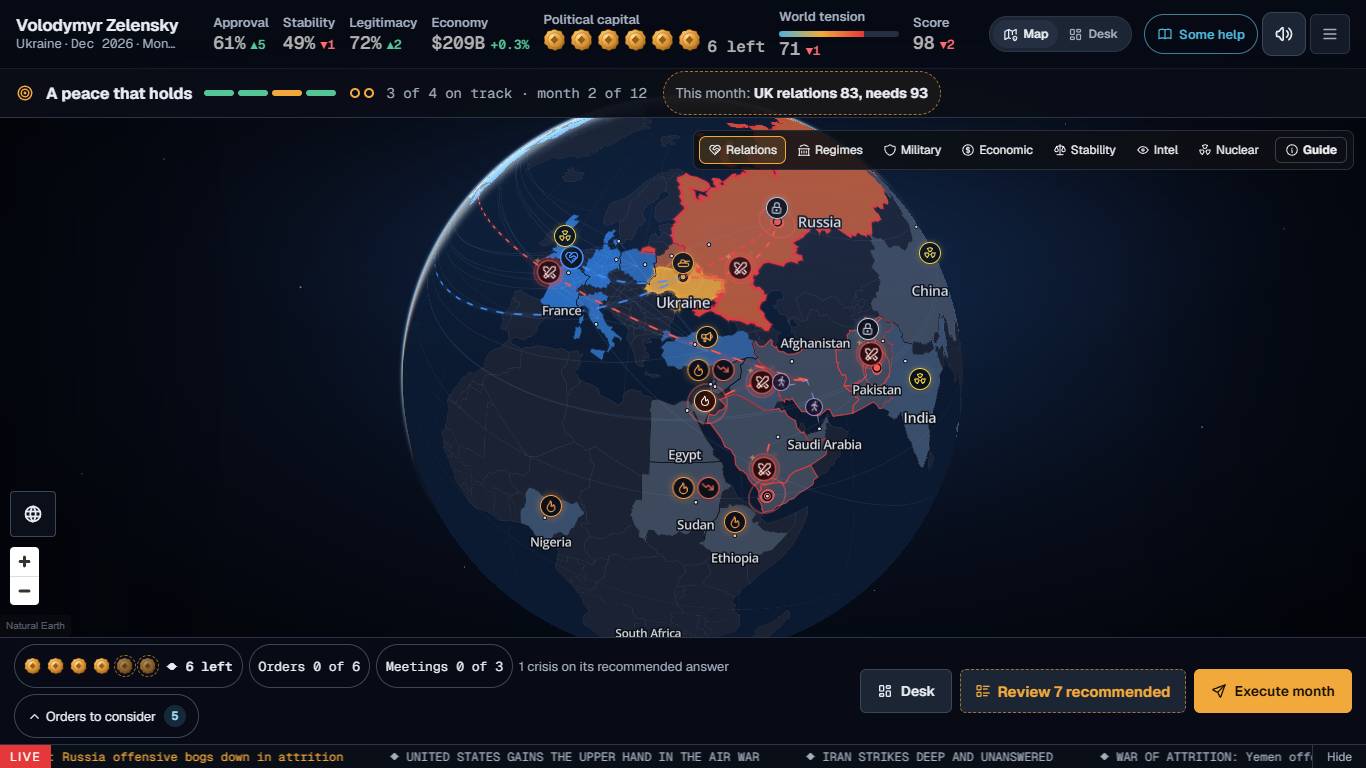 Volodymyr Zelensky
Ukraine · Dec 2026 · Mon…
Approval
61% ▲5
Stability
49% ▼1
Legitimacy
72% ▲2
Economy
$209B +0.3%
Political capital
6 left
World tension
71 ▼1
Score
98 ▼2
Map
Desk
Some help
A peace that holds
3 of 4 on track · month 2 of 12
This month: UK relations 83, needs 93
Relations
Regimes
Military
Economic
Stability
Intel
Nuclear
Guide
Russia
China
Ukraine
France
Afghanistan
Pakistan
India
Saudi Arabia
Egypt
Sudan
Nigeria
Ethiopia
South Africa
+
−
Natural Earth
6 left
Orders 0 of 6
Meetings 0 of 3
1 crisis on its recommended answer
Orders to consider 5
Desk
Review 7 recommended
Execute month
LIVE
: Russia offensive bogs down in attrition ◆ UNITED STATES GAINS THE UPPER HAND IN THE AIR WAR ◆ IRAN STRIKES DEEP AND UNANSWERED ◆ WAR OF ATTRITION: Yemen off
Hide